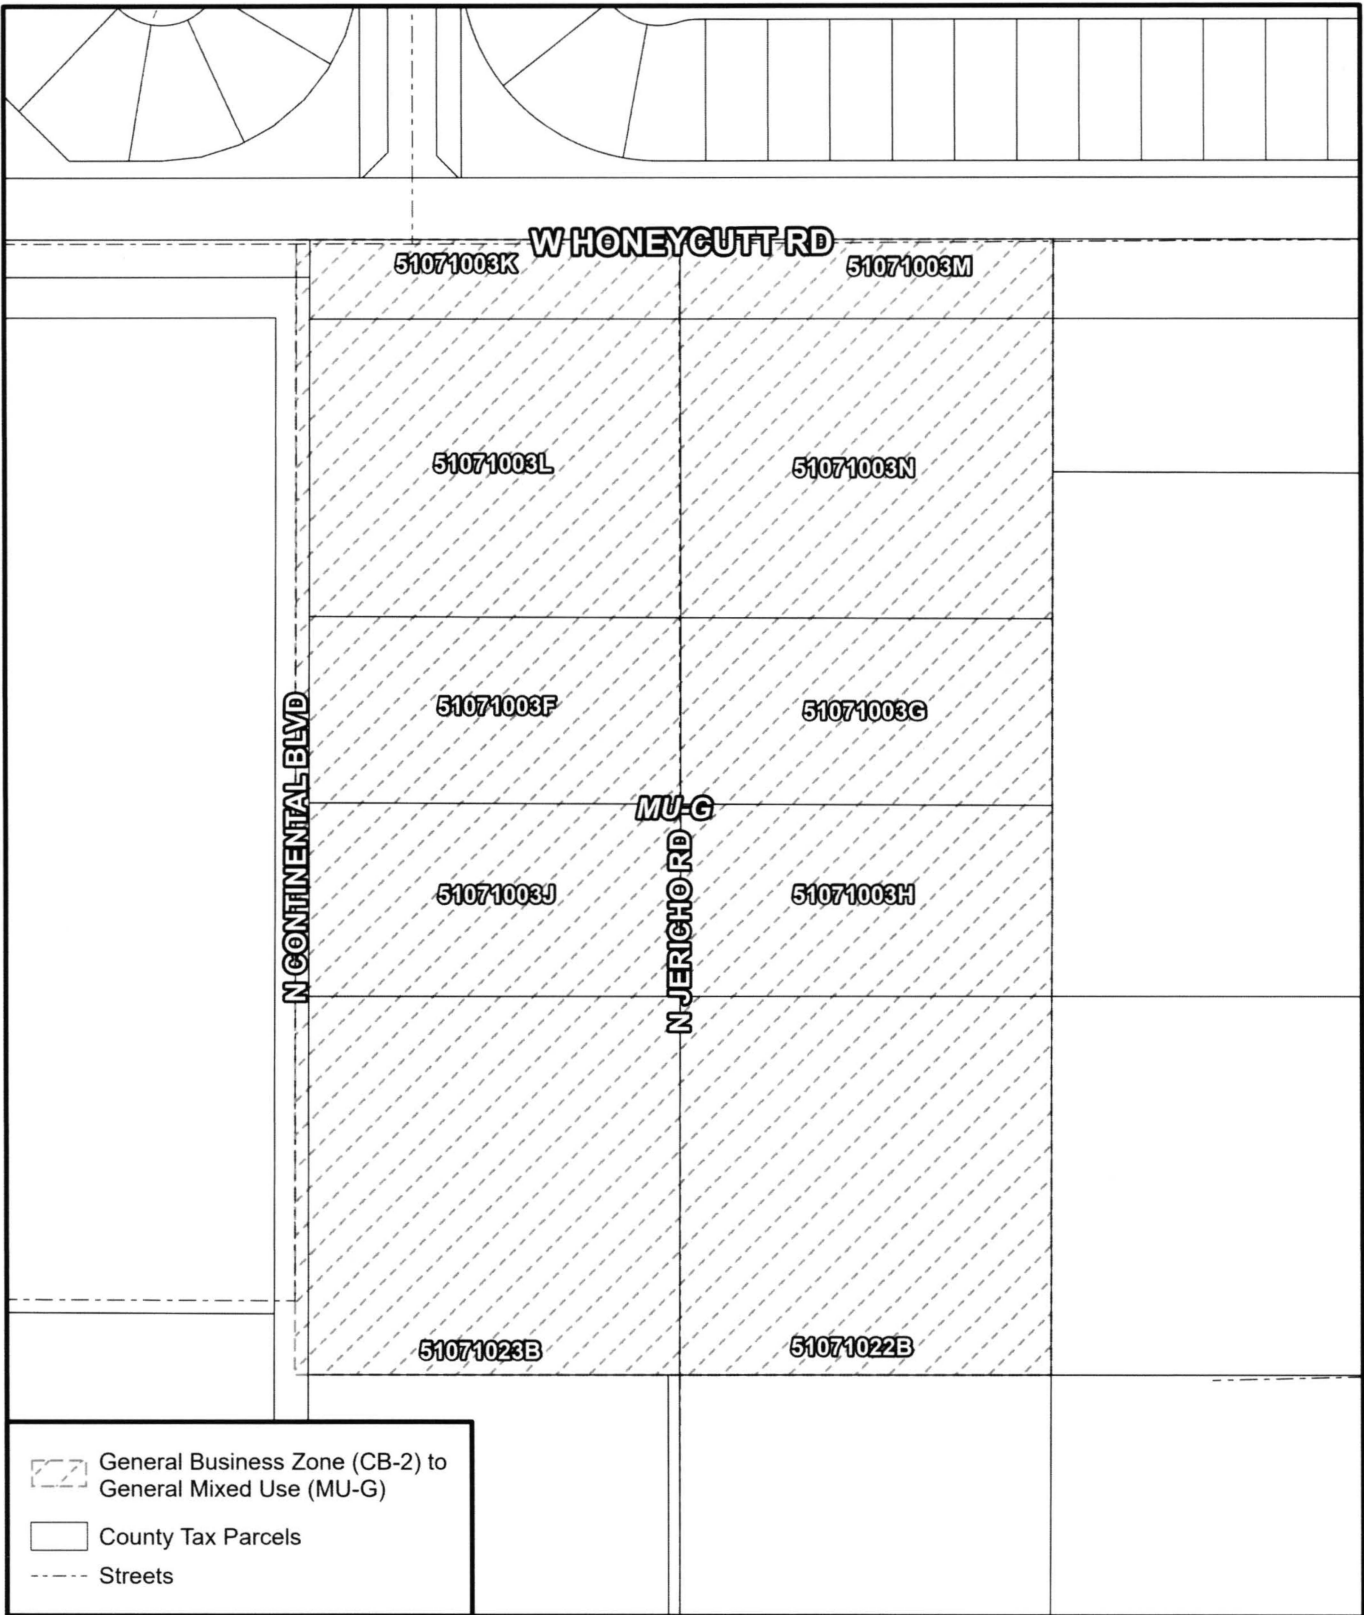 W HONEYCUTT RD
51071003K
51071003M
51071003L
51071003N
51071003F
51071003G
N CONTINENTAL BLVD
MU-G
51071003J
N JERICHO RD
51071003H
51071023B
51071022B
General Business Zone (CB-2) to
General Mixed Use (MU-G)
County Tax Parcels
Streets